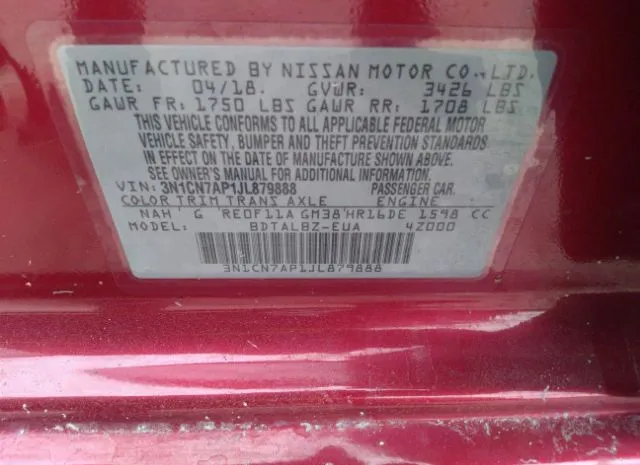 MANUFACTURED BY NISSAN MOTOR CO.,LTD.
DATE: 04/18. GVWR: 3426 LBS
GAWR FR: 1750 LBS GAWR RR: 1708 LBS
THIS VEHICLE CONFORMS TO ALL APPLICABLE FEDERAL MOTOR
VEHICLE SAFETY, BUMPER AND THEFT PREVENTION STANDARDS
IN EFFECT ON THE DATE OF MANUFACTURE SHOWN ABOVE.
SEE OWNER'S MANUAL FOR ADDITIONAL INFORMATION.
VIN: 3N1CN7AP1JL879888 PASSENGER CAR.
COLOR TRIM TRANS AXLE ENGINE
NAH G RE0F11A GM38 HR16DE 1598 CC
MODEL: BDTALBZ-EUA 4Z000
3N1CN7AP1JL879888